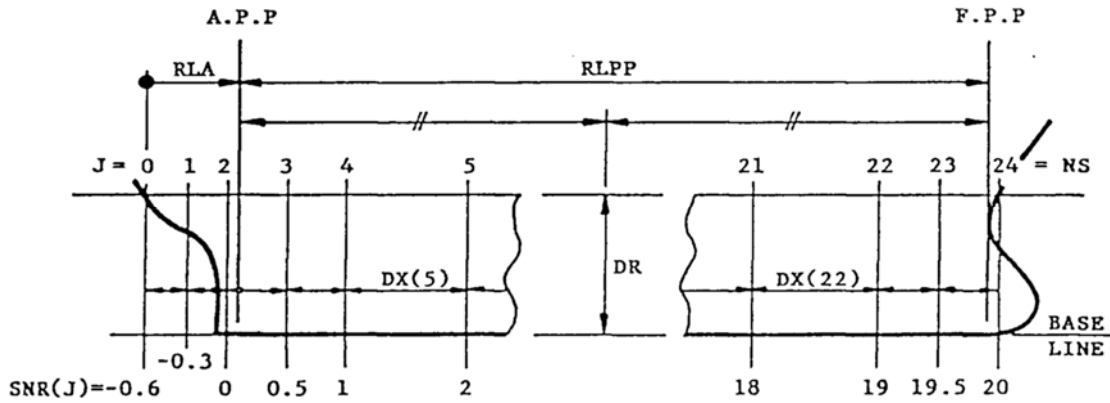 A.P.P F.P.P
RLA RLPP
// //
J= 0 1 2 3 4 5 21 22 23 24 = NS
DR
DX(5) DX(22)
BASE
LINE
-0.3
SNR(J)=-0.6 0 0.5 1 2 18 19 19.5 20